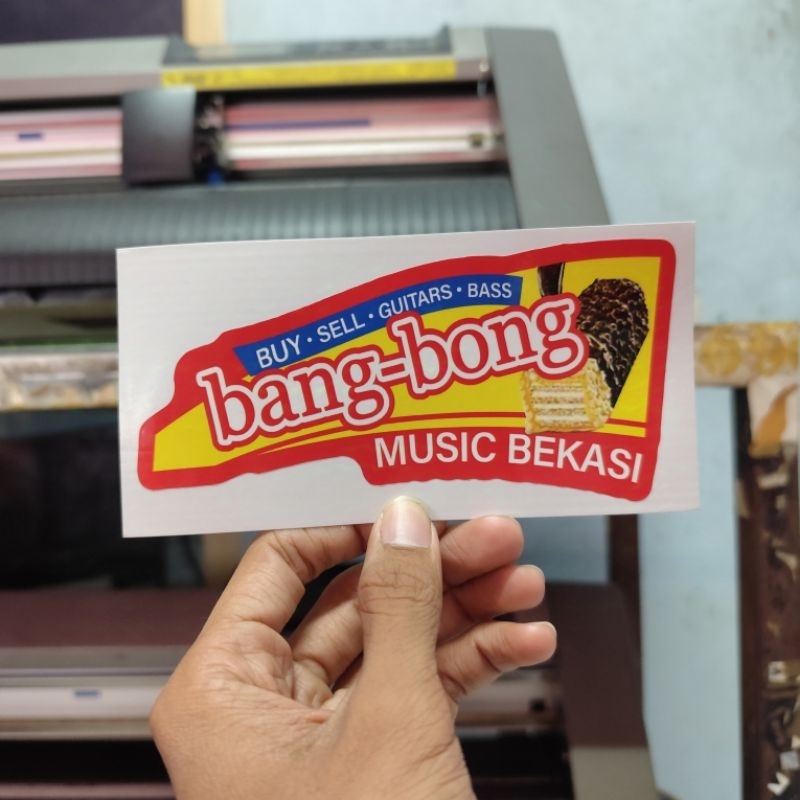 BUY · SELL · GUITARS · BASS
bang-bong
MUSIC BEKASI